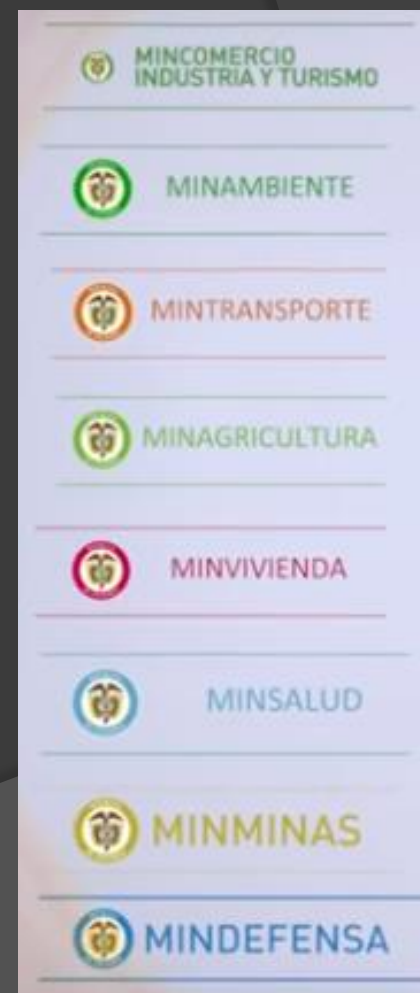 MINCOMERCIO
INDUSTRIA Y TURISMO
MINAMBIENTE
MINTRANSPORTE
MINAGRICULTURA
MINVIVIENDA
MINSALUD
MINMINAS
MINDEFENSA